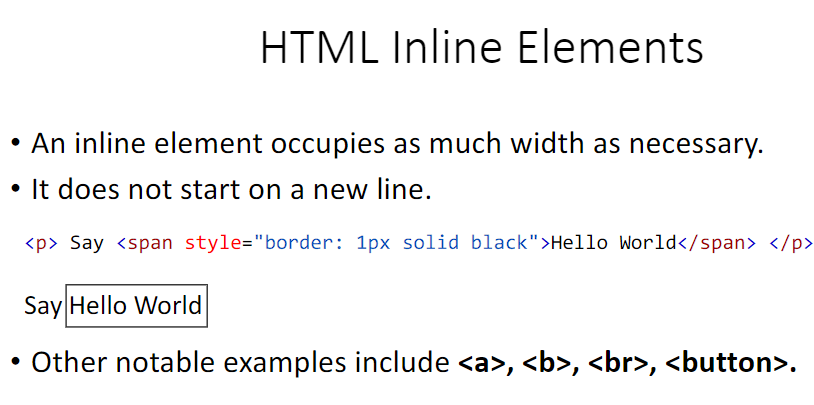 HTML Inline Elements
• An inline element occupies as much width as necessary.
• It does not start on a new line.
<p> Say <span style="border: 1px solid black">Hello World</span> </p>
Say Hello World
• Other notable examples include <a>, <b>, <br>, <button>.